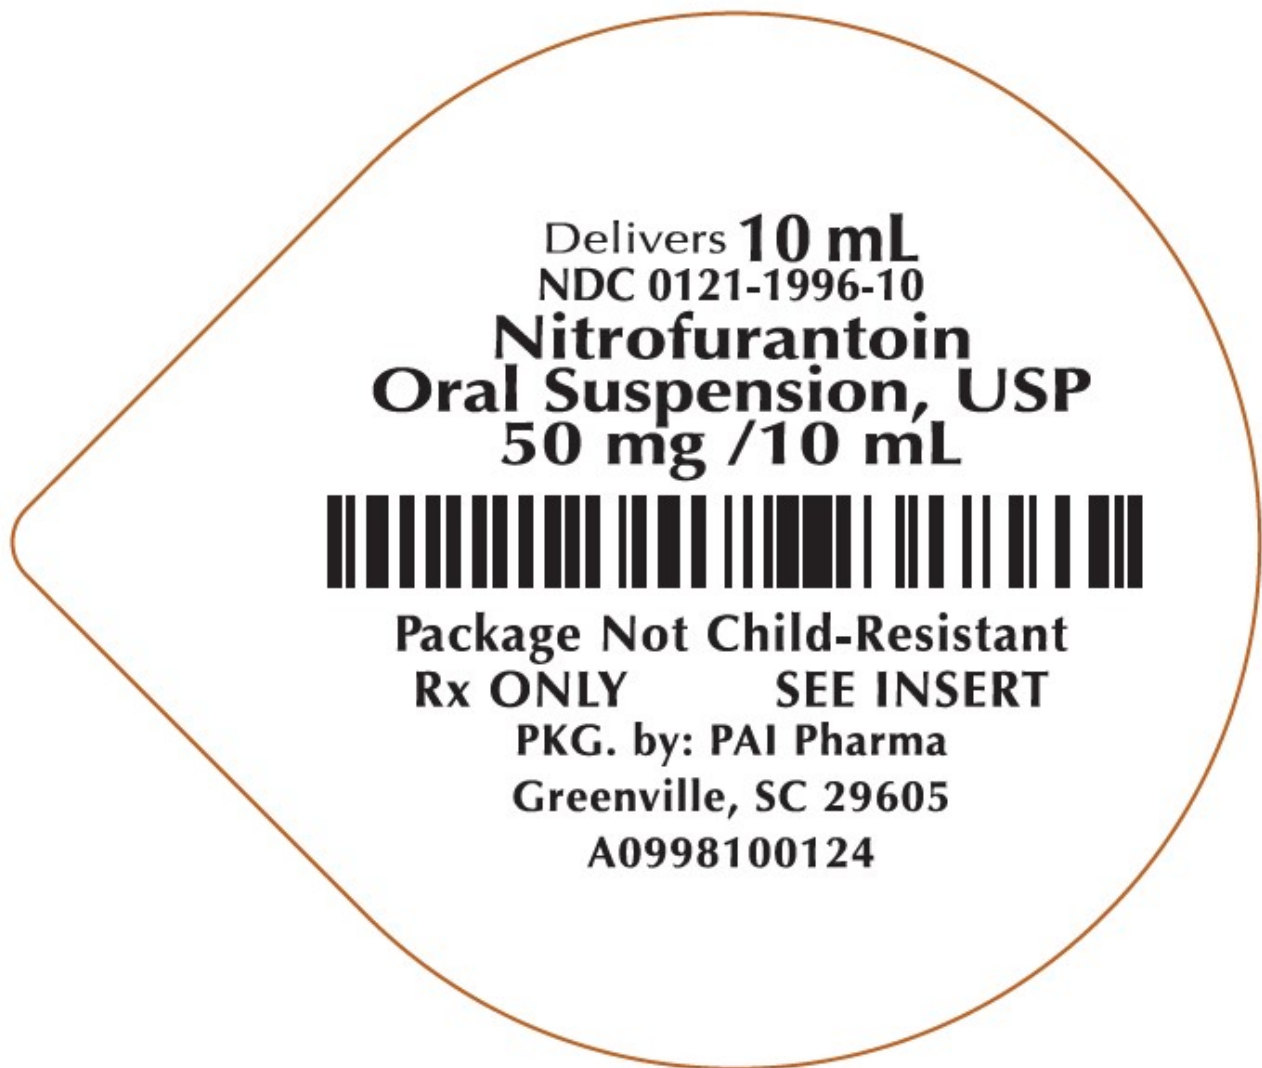 Delivers 10 mL
NDC 0121-1996-10
Nitrofurantoin
Oral Suspension, USP
50 mg /10 mL
Package Not Child-Resistant
Rx ONLY SEE INSERT
PKG. by: PAI Pharma
Greenville, SC 29605
A0998100124